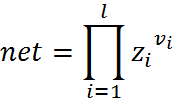 net = ∏_{i=1}^{l} z_i^{v_i}